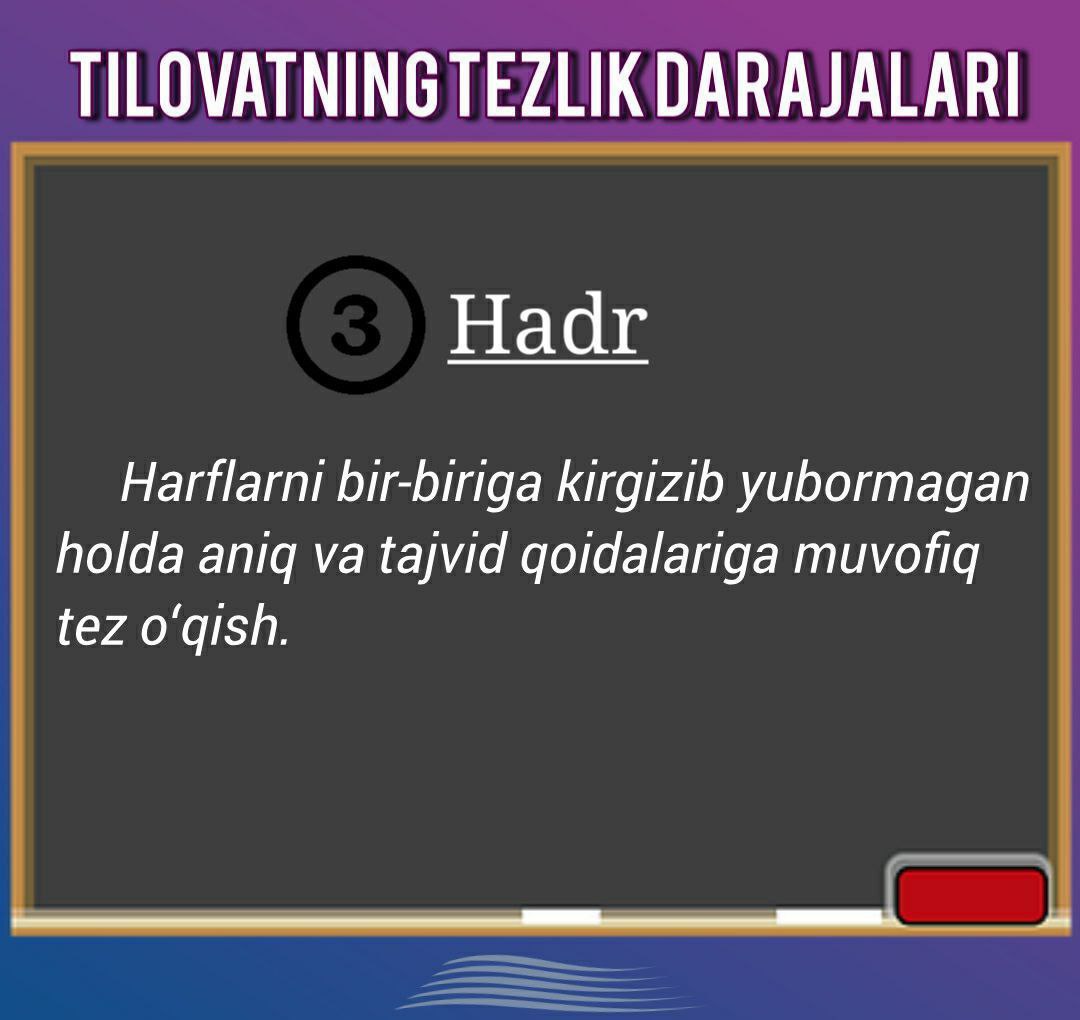 TILOVATNING TEZLIK DARAJALARI
3 Hadr
Harflarni bir-biriga kirgizib yubormagan
holda aniq va tajvid qoidalariga muvofiq
tez o‘qish.